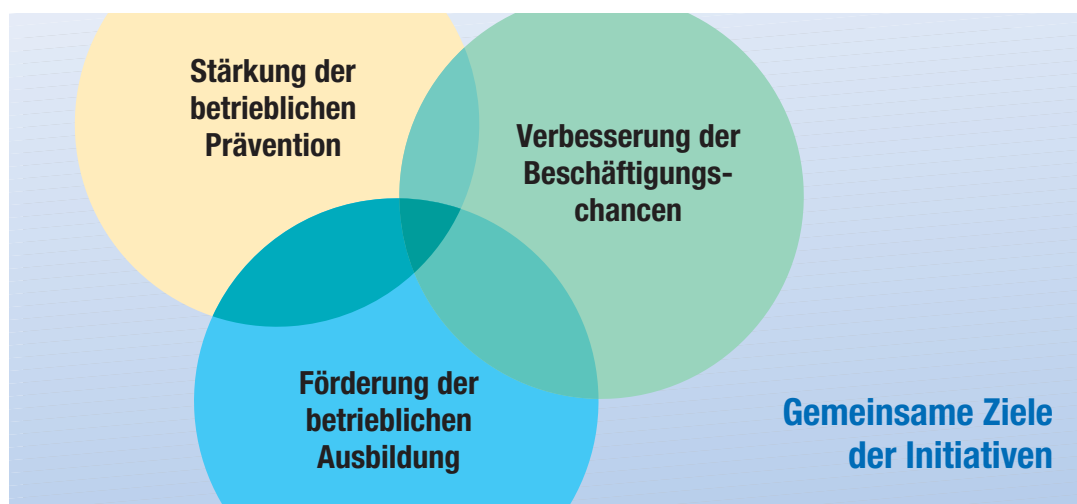 Stärkung der
betrieblichen
Prävention
Verbesserung der
Beschäftigungs-
chancen
Förderung der
betrieblichen
Ausbildung
Gemeinsame Ziele
der Initiativen